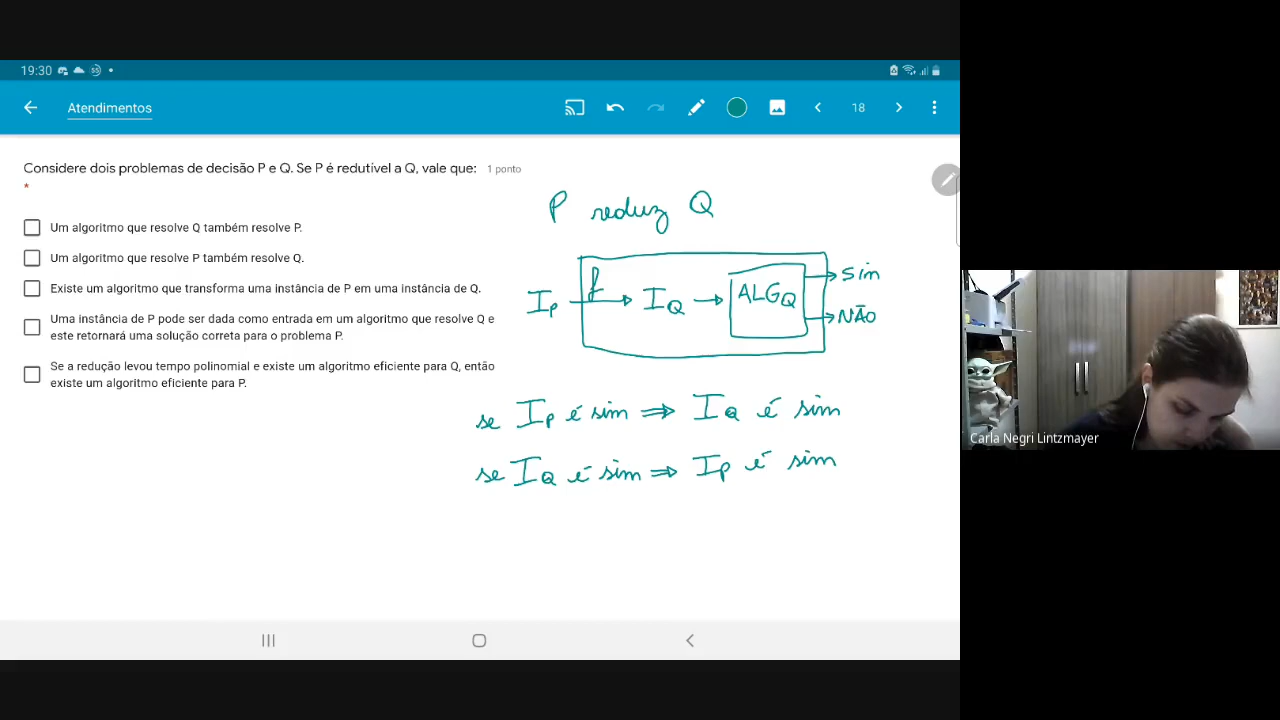 19:30
Atendimentos
18
Considere dois problemas de decisão P e Q. Se P é redutível a Q, vale que: 1 ponto
*
Um algoritmo que resolve Q também resolve P.
Um algoritmo que resolve P também resolve Q.
Existe um algoritmo que transforma uma instância de P em uma instância de Q.
Uma instância de P pode ser dada como entrada em um algoritmo que resolve Q e
este retornará uma solução correta para o problema P.
Se a redução levou tempo polinomial e existe um algoritmo eficiente para Q, então
existe um algoritmo eficiente para P.
P reduz Q
IP f IQ ALGQ sim
NÃO
se IP é sim ⇒ IQ é sim
se IQ é sim ⇒ IP é sim
Carla Negri Lintzmayer